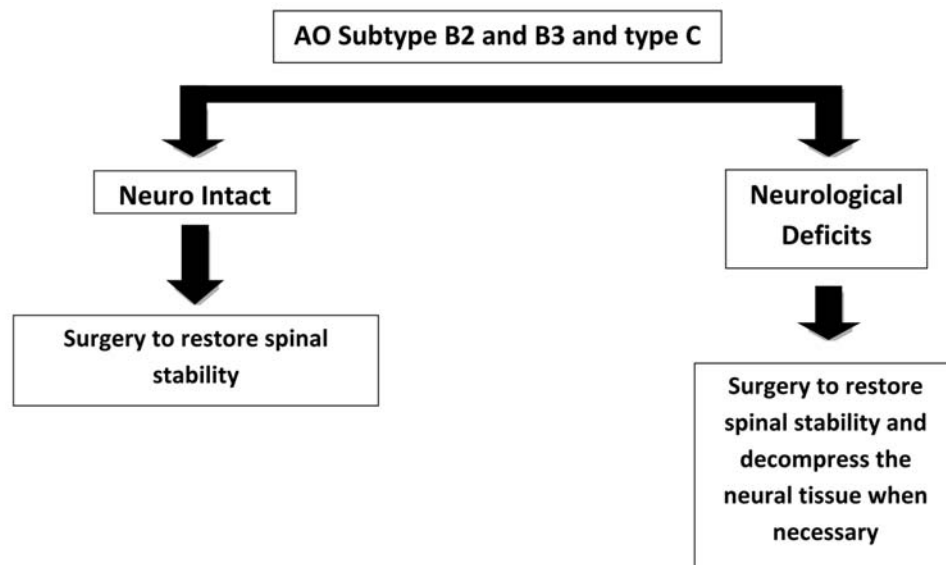 AO Subtype B2 and B3 and type C
Neuro Intact
Neurological
Deficits
Surgery to restore spinal
stability
Surgery to restore
spinal stability and
decompress the
neural tissue when
necessary